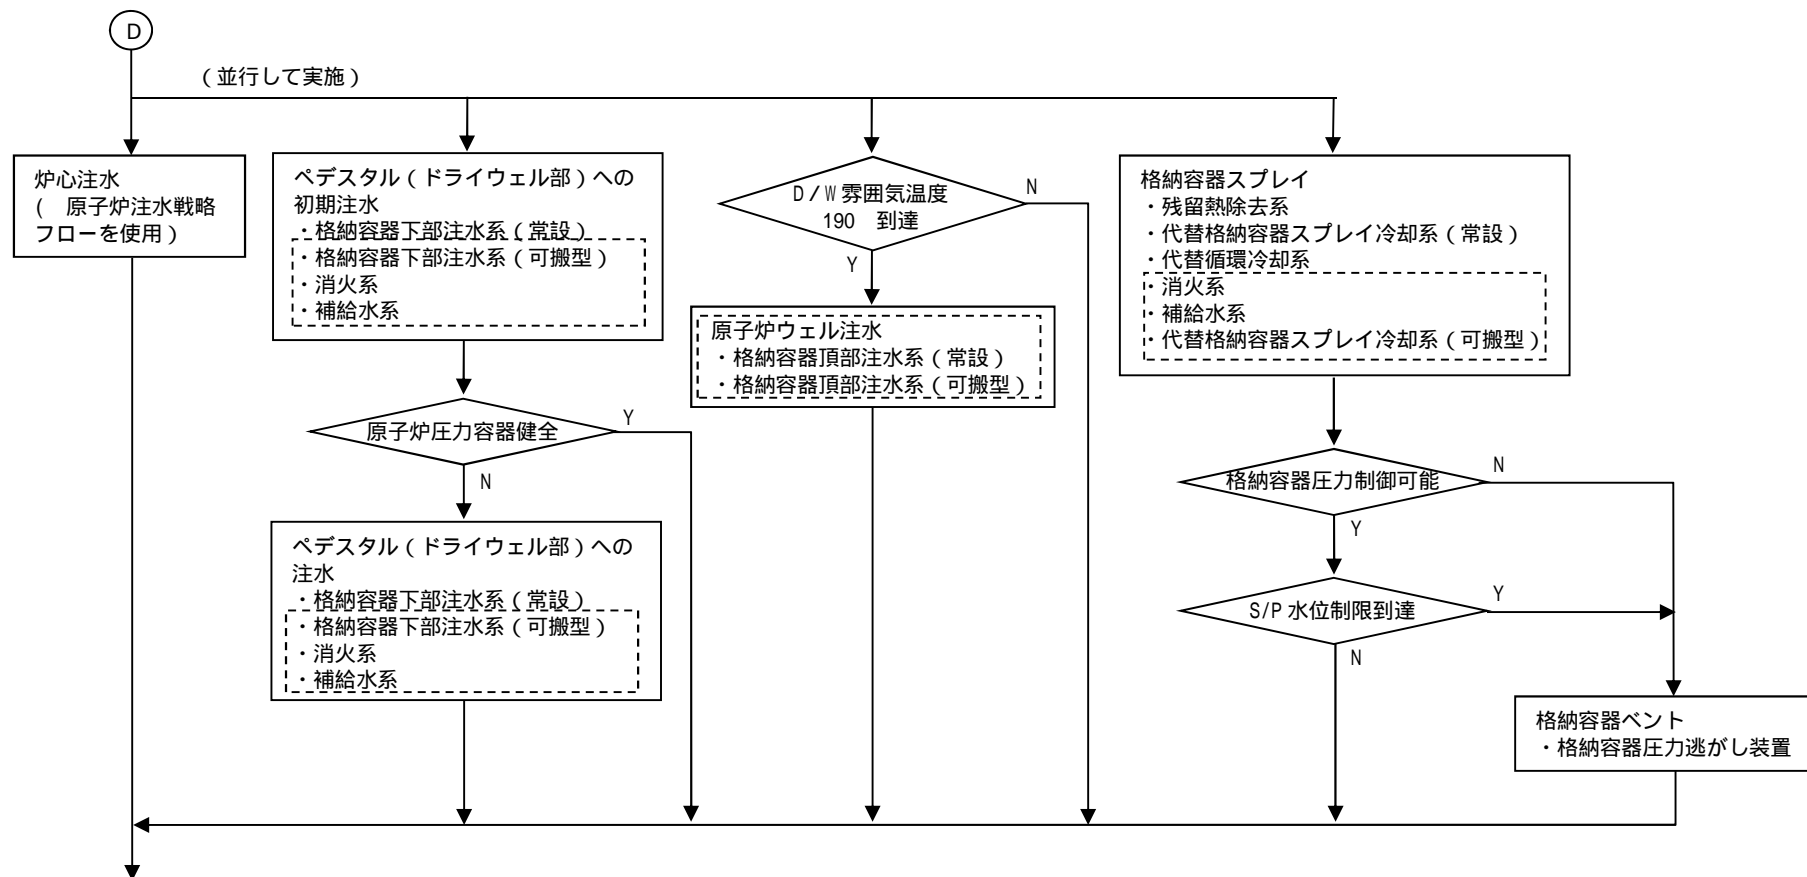 D
(並行して実施)
炉心注水
( 原子炉注水戦略
フローを使用)
ペデスタル(ドライウェル部)への
初期注水
・格納容器下部注水系(常設)
・格納容器下部注水系(可搬型)
・消火系
・補給水系
原子炉圧力容器健全
Y
N
ペデスタル(ドライウェル部)への
注水
・格納容器下部注水系(常設)
・格納容器下部注水系(可搬型)
・消火系
・補給水系
D/W雰囲気温度
190 到達
N
Y
原子炉ウェル注水
・格納容器頂部注水系(常設)
・格納容器頂部注水系(可搬型)
格納容器スプレイ
・残留熱除去系
・代替格納容器スプレイ冷却系(常設)
・代替循環冷却系
・消火系
・補給水系
・代替格納容器スプレイ冷却系(可搬型)
格納容器圧力制御可能
N
Y
S/P 水位制限到達
Y
N
格納容器ベント
・格納容器圧力逃がし装置